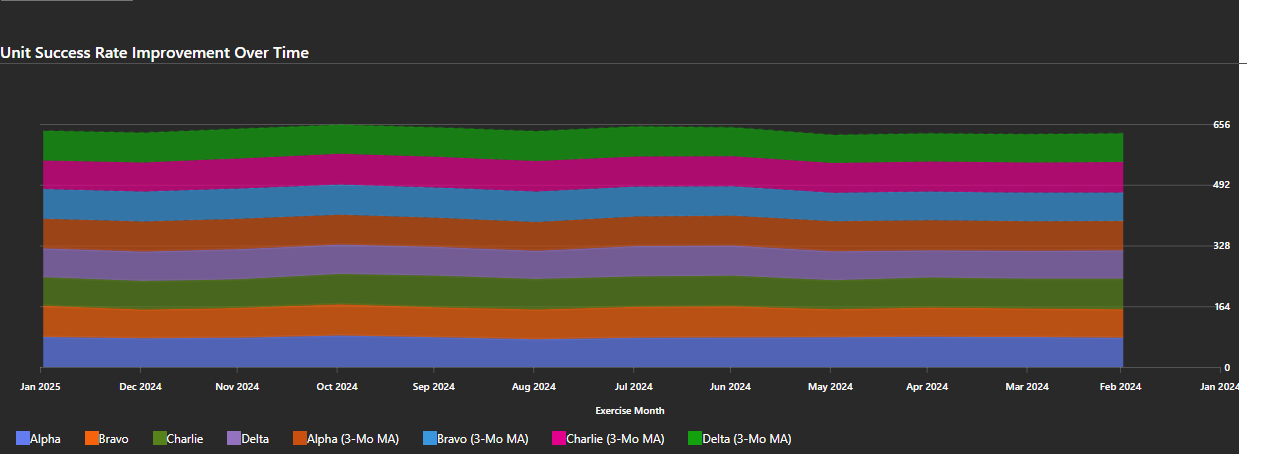 Unit Success Rate Improvement Over Time
656
492
328
164
0
Jan 2025 Dec 2024 Nov 2024 Oct 2024 Sep 2024 Aug 2024 Jul 2024 Jun 2024 May 2024 Apr 2024 Mar 2024 Feb 2024 Jan 2024
Exercise Month
Alpha Bravo Charlie Delta Alpha (3-Mo MA) Bravo (3-Mo MA) Charlie (3-Mo MA) Delta (3-Mo MA)